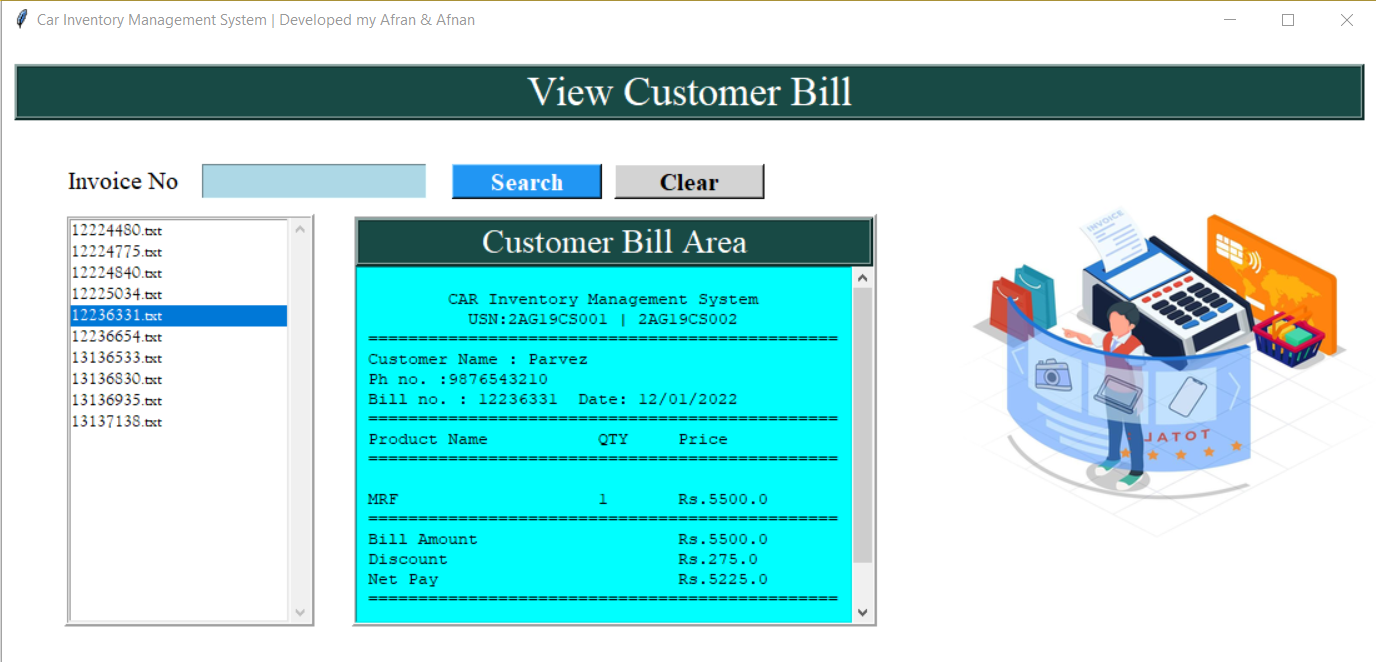 Car Inventory Management System | Developed my Afran & Afnan
View Customer Bill
Invoice No
Search
Clear
12224480.txt
12224775.txt
12224840.txt
12225034.txt
12236331.txt
12236654.txt
13136533.txt
13136830.txt
13136935.txt
13137138.txt
Customer Bill Area
CAR Inventory Management System
USN:2AG19CS001 | 2AG19CS002
===============================================
Customer Name : Parvez
Ph no. :9876543210
Bill no. : 12236331 Date: 12/01/2022
===============================================
Product Name QTY Price
===============================================
MRF 1 Rs.5500.0
===============================================
Bill Amount Rs.5500.0
Discount Rs.275.0
Net Pay Rs.5225.0
===============================================
INVOICE
TOTAL